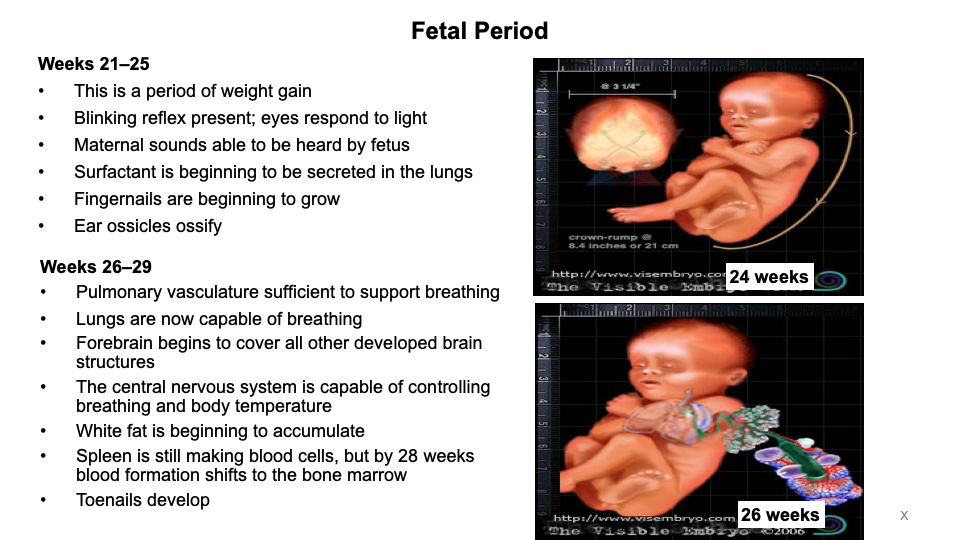 Fetal Period
Weeks 21–25
• This is a period of weight gain
• Blinking reflex present; eyes respond to light
• Maternal sounds able to be heard by fetus
• Surfactant is beginning to be secreted in the lungs
• Fingernails are beginning to grow
• Ear ossicles ossify
Weeks 26–29
• Pulmonary vasculature sufficient to support breathing
• Lungs are now capable of breathing
• Forebrain begins to cover all other developed brain
structures
• The central nervous system is capable of controlling
breathing and body temperature
• White fat is beginning to accumulate
• Spleen is still making blood cells, but by 28 weeks
blood formation shifts to the bone marrow
• Toenails develop
@ 3 1/4"
crown-rump @
8.4 inches or 21 cm
http://www.visembryo.com
The Visible Embryo
24 weeks
http://www.visembryo.com
The Visible Embryo ©2006
26 weeks
x